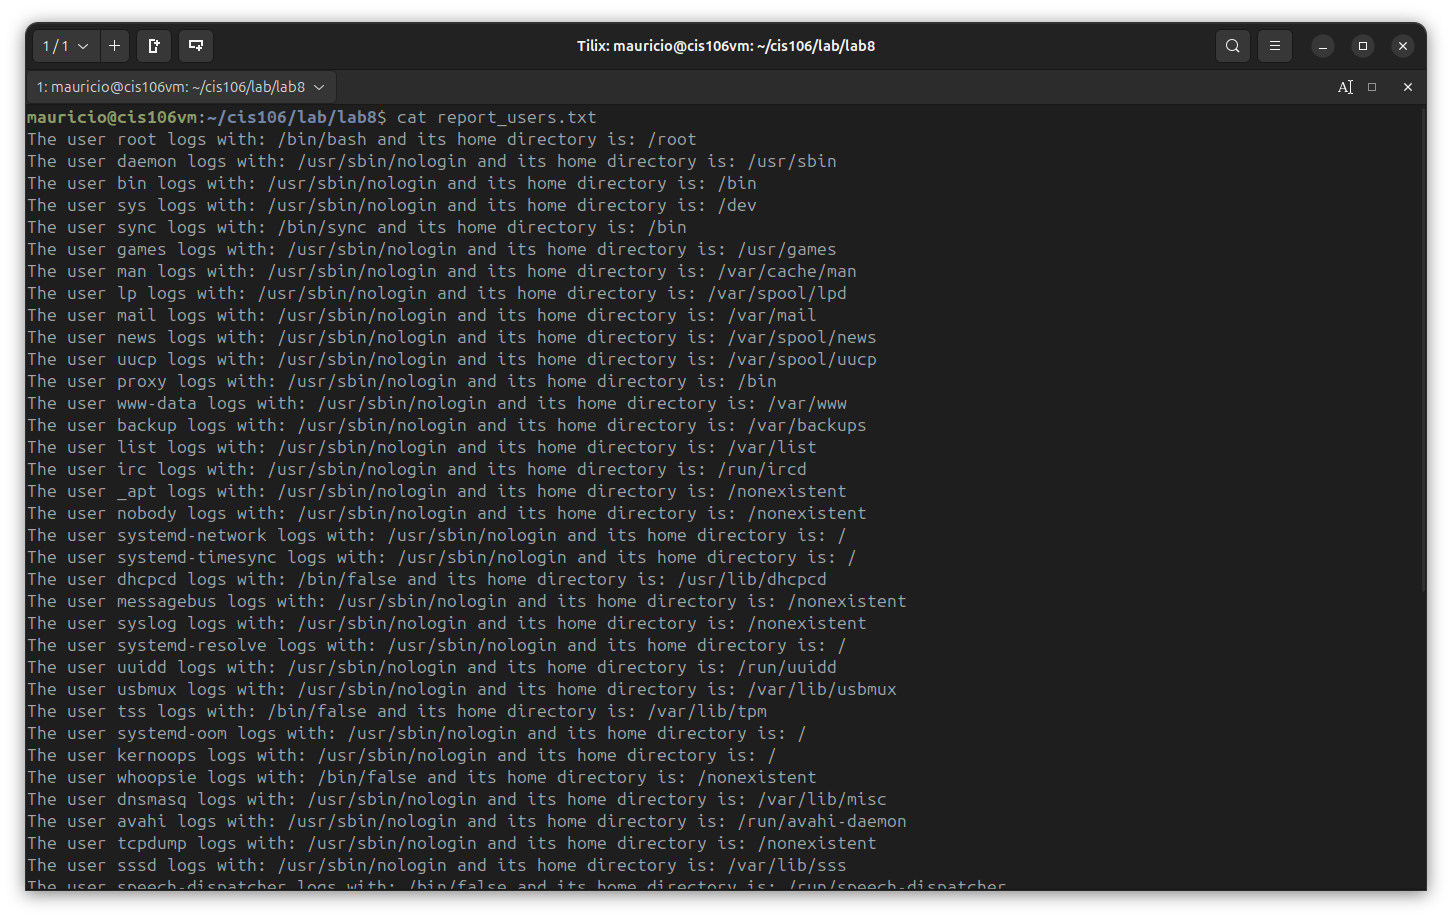 1 / 1
Tilix: mauricio@cis106vm: ~/cis106/lab/lab8
1: mauricio@cis106vm: ~/cis106/lab/lab8
mauricio@cis106vm:~/cis106/lab/lab8$ cat report_users.txt
The user root logs with: /bin/bash and its home directory is: /root
The user daemon logs with: /usr/sbin/nologin and its home directory is: /usr/sbin
The user bin logs with: /usr/sbin/nologin and its home directory is: /bin
The user sys logs with: /usr/sbin/nologin and its home directory is: /dev
The user sync logs with: /bin/sync and its home directory is: /bin
The user games logs with: /usr/sbin/nologin and its home directory is: /usr/games
The user man logs with: /usr/sbin/nologin and its home directory is: /var/cache/man
The user lp logs with: /usr/sbin/nologin and its home directory is: /var/spool/lpd
The user mail logs with: /usr/sbin/nologin and its home directory is: /var/mail
The user news logs with: /usr/sbin/nologin and its home directory is: /var/spool/news
The user uucp logs with: /usr/sbin/nologin and its home directory is: /var/spool/uucp
The user proxy logs with: /usr/sbin/nologin and its home directory is: /bin
The user www-data logs with: /usr/sbin/nologin and its home directory is: /var/www
The user backup logs with: /usr/sbin/nologin and its home directory is: /var/backups
The user list logs with: /usr/sbin/nologin and its home directory is: /var/list
The user irc logs with: /usr/sbin/nologin and its home directory is: /run/ircd
The user _apt logs with: /usr/sbin/nologin and its home directory is: /nonexistent
The user nobody logs with: /usr/sbin/nologin and its home directory is: /nonexistent
The user systemd-network logs with: /usr/sbin/nologin and its home directory is: /
The user systemd-timesync logs with: /usr/sbin/nologin and its home directory is: /
The user dhcpcd logs with: /bin/false and its home directory is: /usr/lib/dhcpcd
The user messagebus logs with: /usr/sbin/nologin and its home directory is: /nonexistent
The user syslog logs with: /usr/sbin/nologin and its home directory is: /nonexistent
The user systemd-resolve logs with: /usr/sbin/nologin and its home directory is: /
The user uuidd logs with: /usr/sbin/nologin and its home directory is: /run/uuidd
The user usbmux logs with: /usr/sbin/nologin and its home directory is: /var/lib/usbmux
The user tss logs with: /bin/false and its home directory is: /var/lib/tpm
The user systemd-oom logs with: /usr/sbin/nologin and its home directory is: /
The user kernoops logs with: /usr/sbin/nologin and its home directory is: /
The user whoopsie logs with: /bin/false and its home directory is: /nonexistent
The user dnsmasq logs with: /usr/sbin/nologin and its home directory is: /var/lib/misc
The user avahi logs with: /usr/sbin/nologin and its home directory is: /run/avahi-daemon
The user tcpdump logs with: /usr/sbin/nologin and its home directory is: /nonexistent
The user sssd logs with: /usr/sbin/nologin and its home directory is: /var/lib/sss
The user speech-dispatcher logs with: /bin/false and its home directory is: /run/speech-dispatcher